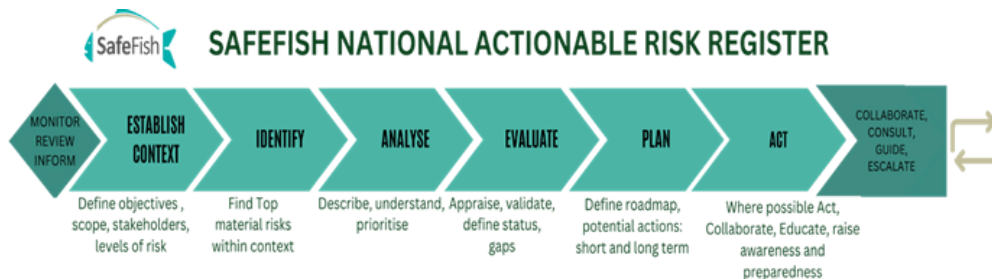 SafeFish
SAFEFISH NATIONAL ACTIONABLE RISK REGISTER
MONITOR
REVIEW
INFORM
ESTABLISH
CONTEXT
IDENTIFY
ANALYSE
EVALUATE
PLAN
ACT
COLLABORATE,
CONSULT,
GUIDE,
ESCALATE
Define objectives ,
scope, stakeholders,
levels of risk
Find Top
material risks
within context
Describe, understand,
prioritise
Appraise, validate,
define status,
gaps
Define roadmap,
potential actions:
short and long term
Where possible Act,
Collaborate, Educate, raise
awareness and
preparedness